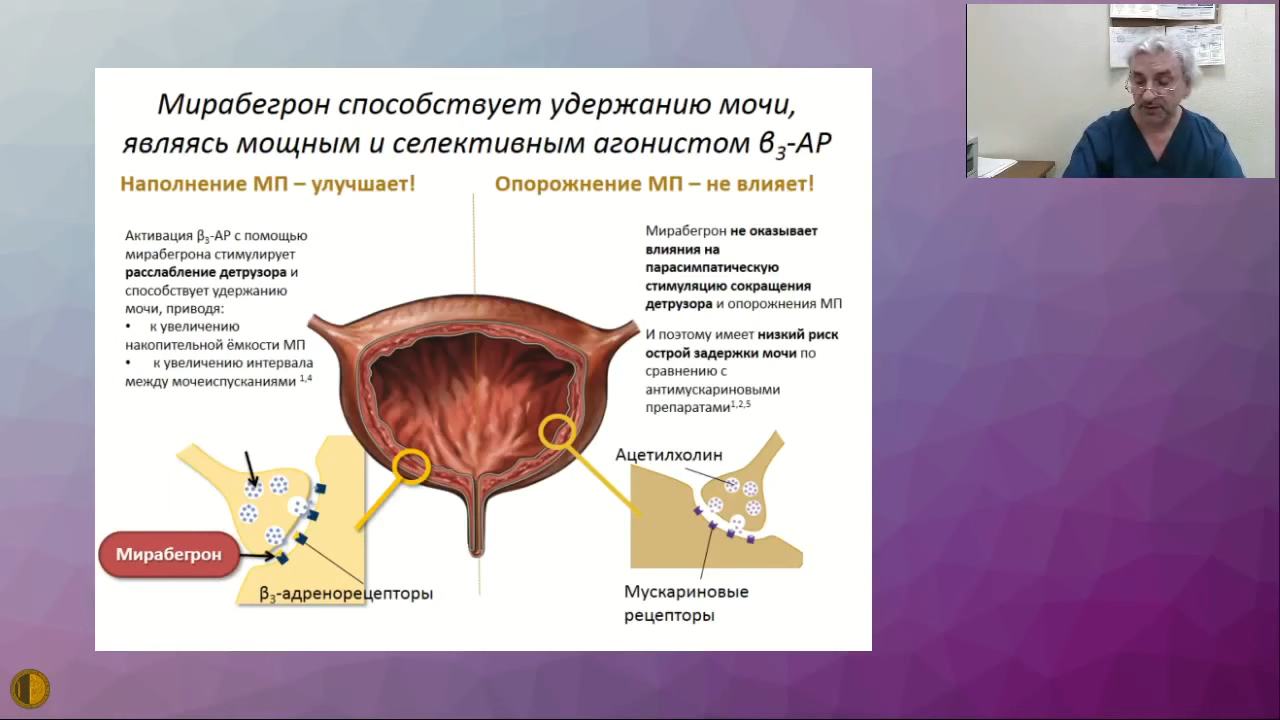 Мирабегрон способствует удержанию мочи,
являясь мощным и селективным агонистом β₃-АР
Наполнение МП – улучшает!
Опорожнение МП – не влияет!
Активация β₃-АР с помощью
мирабегрона стимулирует
расслабление детрузора и
способствует удержанию
мочи, приводя:
• к увеличению
накопительной ёмкости МП
• к увеличению интервала
между мочеиспусканиями ¹,⁴
Мирабегрон не оказывает
влияния на
парасимпатическую
стимуляцию сокращения
детрузора и опорожнения МП
И поэтому имеет низкий риск
острой задержки мочи по
сравнению с
антимускариновыми
препаратами¹,²,⁵
Ацетилхолин
Мирабегрон
β₃-адренорецепторы
Мускариновые
рецепторы